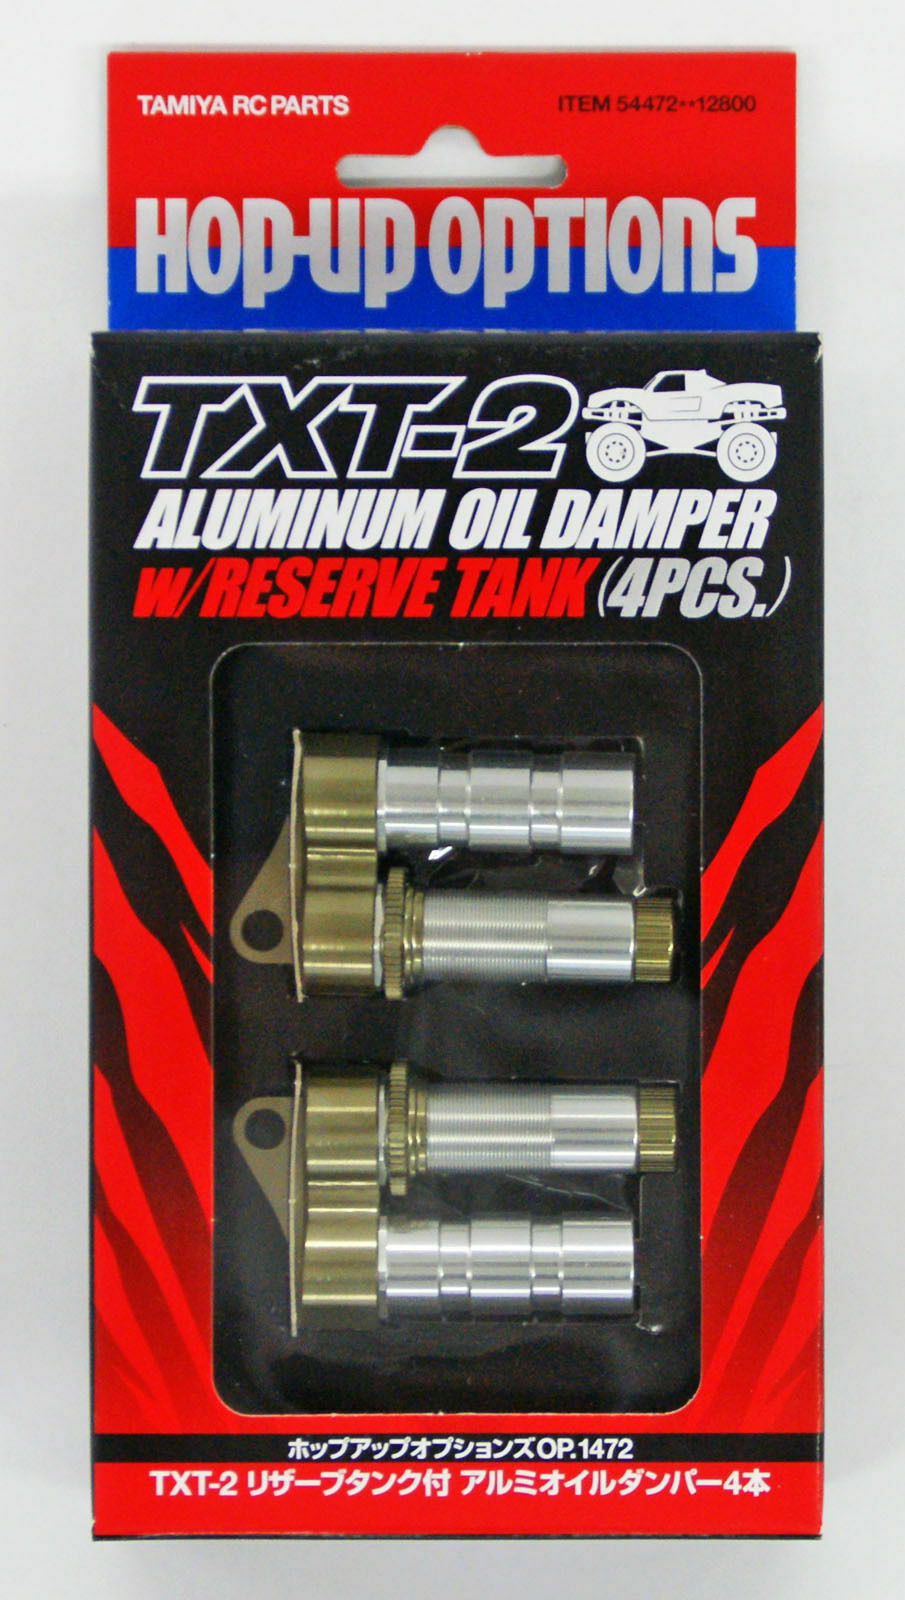 TAMIYA RC PARTS
ITEM 54472**12800
HOP-UP OPTIONS
TXT-2
ALUMINUM OIL DAMPER
w/RESERVE TANK (4PCS.)
ホップアップオプションズOP.1472
TXT-2 リザーブタンク付 アルミオイルダンパー4本